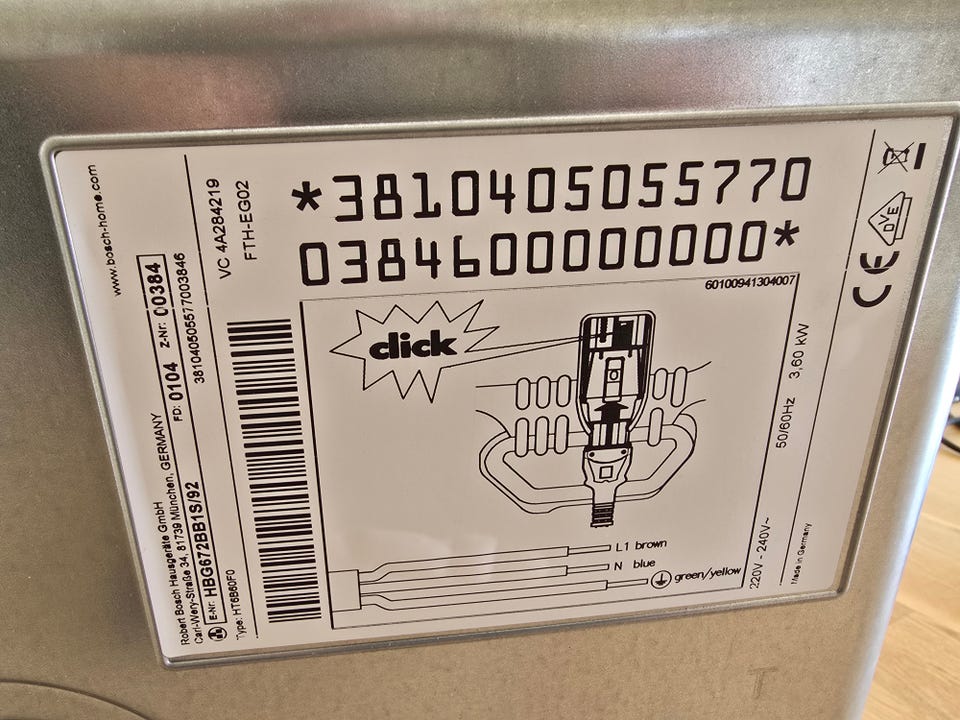 www.bosch-home.com
Robert Bosch Hausgeräte GmbH
Carl-Wery-Straße 34, 81739 München, GERMANY
E-Nr: HBG672BB1S/92 FD: 0104 Z-Nr: 00384
Type: HT6B60F0 381040505577003846
VC 4A284219
FTH-EG02
*3810405055770
0384600000000*
60100941304007
click
L1 brown
N blue
green/yellow
220V - 240V~ 50/60Hz 3,60 kW
Made in Germany
CE
DVE